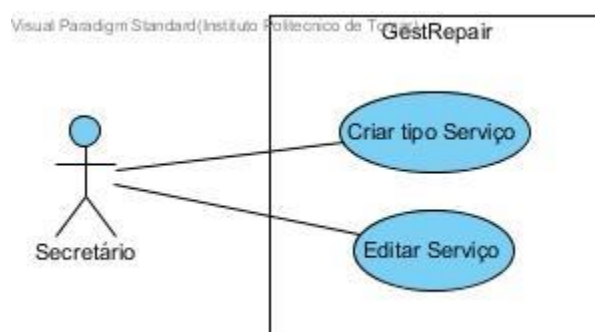 Visual Paradigm Standard(Instituto Politecnico de Tomar)
GestRepair
Criar tipo Serviço
Secretário
Editar Serviço